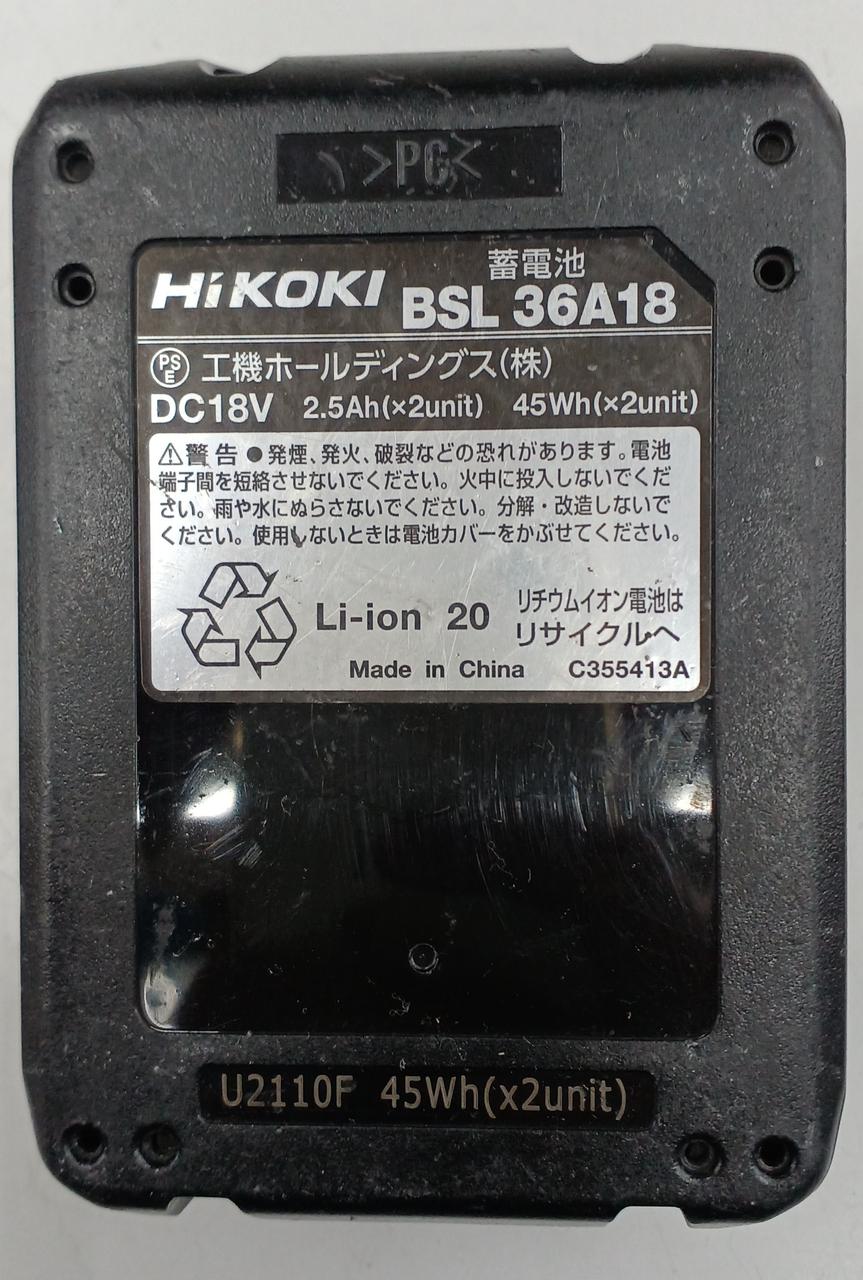 >PC<
HiKOKI
蓄電池
BSL 36A18
PS
E
工機ホールディングス(株)
DC18V 2.5Ah(×2unit) 45Wh(×2unit)
⚠警告 ●発煙、発火、破裂などの恐れがあります。電池
端子間を短絡させないでください。火中に投入しないでくだ
さい。雨や水にぬらさないでください。分解・改造しないで
ください。使用しないときは電池カバーをかぶせてください。
Li-ion 20
リチウムイオン電池は
リサイクルへ
Made in China C355413A
U2110F 45Wh(x2unit)